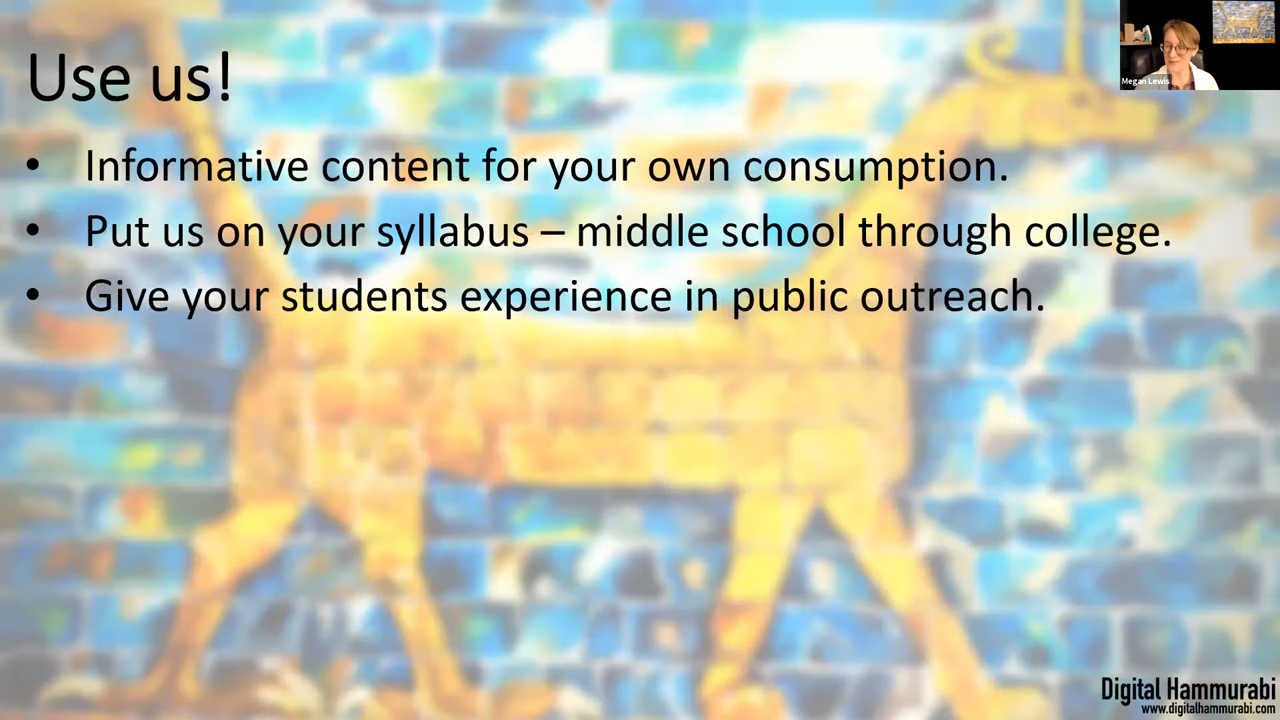 Use us!
• Informative content for your own consumption.
• Put us on your syllabus – middle school through college.
• Give your students experience in public outreach.
Megan Lewis
Digital Hammurabi
www.digitalhammurabi.com